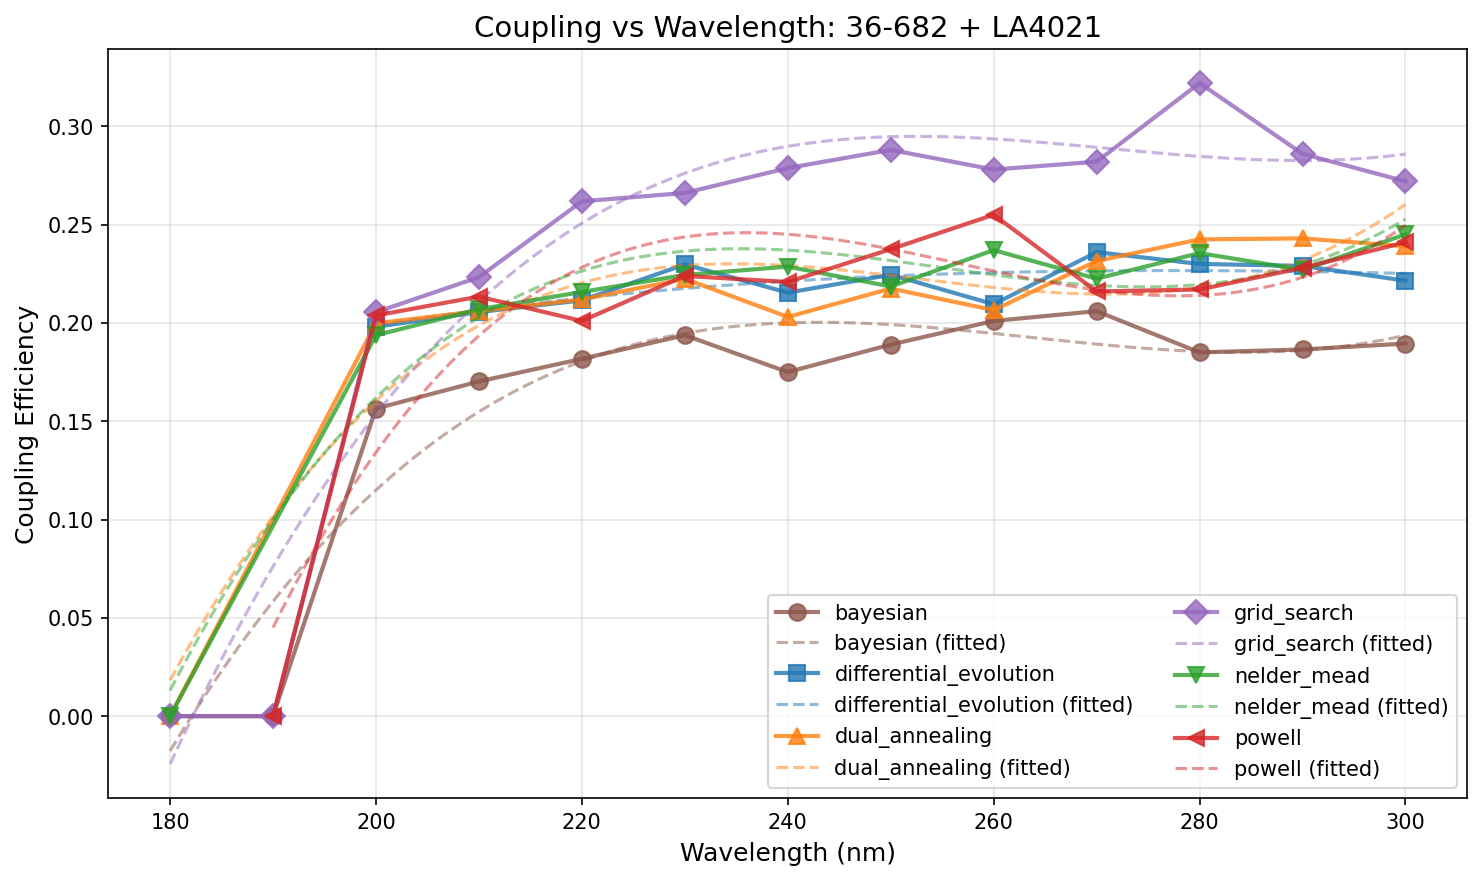 Coupling vs Wavelength: 36-682 + LA4021
Coupling Efficiency
0.30
0.25
0.20
0.15
0.10
0.05
0.00
180
200
220
240
260
280
300
Wavelength (nm)
bayesian
bayesian (fitted)
differential_evolution
differential_evolution (fitted)
dual_annealing
dual_annealing (fitted)
grid_search
grid_search (fitted)
nelder_mead
nelder_mead (fitted)
powell
powell (fitted)